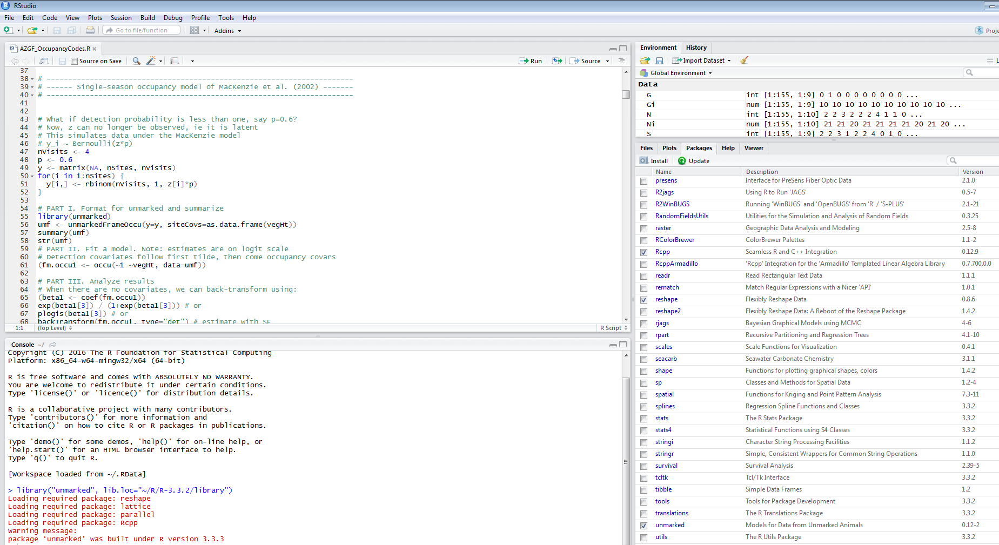 RStudio
File Edit Code View Plots Session Build Debug Profile Tools Help
Go to file/function Addins
AZGF_OccupancyCodes.R
Source on Save Run Source
37
38 # -----------------------------------------------------------------------
39 # ------ Single-season occupancy model of MacKenzie et al. (2002) -------
40 # -----------------------------------------------------------------------
41
42
43 # What if detection probability is less than one, say p=0.6?
44 # Now, z can no longer be observed, ie it is latent
45 # This simulates data under the MacKenzie model
46 # y_i ~ Bernoulli(z*p)
47 nVisits <- 4
48 p <- 0.6
49 y <- matrix(NA, nSites, nVisits)
50 for(i in 1:nSites) {
51 y[i,] <- rbinom(nVisits, 1, z[i]*p)
52 }
53
54 # PART I. Format for unmarked and summarize
55 library(unmarked)
56 umf <- unmarkedFrameOccu(y=y, siteCovs=as.data.frame(vegHt))
57 summary(umf)
58 str(umf)
59 # PART II. Fit a model. Note: estimates are on logit scale
60 # Detection covariates follow first tilde, then come occupancy covars
61 (fm.occu1 <- occu(~1 ~vegHt, data=umf))
62
63 # PART III. Analyze results
64 # When there are no covariates, we can back-transform using:
65 (beta1 <- coef(fm.occu1))
66 exp(beta1[3]) / (1+exp(beta1[3])) # or
67 plogis(beta1[3]) # or
68 backTransform(fm.occu1, type="det") # estimate with SE
1:1 (Top Level) R Script
Console ~/
Copyright (C) 2016 The R Foundation for Statistical Computing
Platform: x86_64-w64-mingw32/x64 (64-bit)
R is free software and comes with ABSOLUTELY NO WARRANTY.
You are welcome to redistribute it under certain conditions.
Type 'license()' or 'licence()' for distribution details.
R is a collaborative project with many contributors.
Type 'contributors()' for more information and
'citation()' on how to cite R or R packages in publications.
Type 'demo()' for some demos, 'help()' for on-line help, or
'help.start()' for an HTML browser interface to help.
Type 'q()' to quit R.
[Workspace loaded from ~/.RData]
> library("unmarked", lib.loc="~/R/R-3.3.2/library")
Loading required package: reshape
Loading required package: lattice
Loading required package: parallel
Loading required package: Rcpp
Warning message:
package ‘unmarked’ was built under R version 3.3.3
Proje
Environment History
Import Dataset L
Global Environment
Data
G int [1:155, 1:9] 0 1 0 0 0 0 0 0 0 0 ...
Gi num [1:155, 1:9] 10 10 10 10 10 10 10 10 10 10 ...
N int [1:155, 1:10] 2 2 3 2 2 2 4 1 1 0 ...
Ni num [1:155, 1:10] 21 21 20 21 21 21 21 20 21 20 ...
S int [1:155, 1:9] 2 2 3 1 2 2 4 0 1 0 ...
Files Plots Packages Help Viewer
Install Update
Name Description Version
presens Interface for PreSens Fiber Optic Data 2.1.0
R2jags Using R to Run 'JAGS' 0.5-7
R2WinBUGS Running 'WinBUGS' and 'OpenBUGS' from 'R' / 'S-PLUS' 2.1-21
RandomFieldsUtils Utilities for the Simulation and Analysis of Random Fields 0.3.25
raster Geographic Data Analysis and Modeling 2.5-8
RColorBrewer ColorBrewer Palettes 1.1-2
Rcpp Seamless R and C++ Integration 0.12.9
RcppArmadillo 'Rcpp' Integration for the 'Armadillo' Templated Linear Algebra Library 0.7.700.0.0
readr Read Rectangular Text Data 1.1.1
rematch Match Regular Expressions with a Nicer 'API' 1.0.1
reshape Flexibly Reshape Data 0.8.6
reshape2 Flexibly Reshape Data: A Reboot of the Reshape Package 1.4.2
rjags Bayesian Graphical Models using MCMC 4-6
rpart Recursive Partitioning and Regression Trees 4.1-10
scales Scale Functions for Visualization 0.4.1
seacarb Seawater Carbonate Chemistry 3.1.1
shape Functions for plotting graphical shapes, colors 1.4.2
sp Classes and Methods for Spatial Data 1.2-4
spatial Functions for Kriging and Point Pattern Analysis 7.3-11
splines Regression Spline Functions and Classes 3.3.2
stats The R Stats Package 3.3.2
stats4 Statistical Functions using S4 Classes 3.3.2
stringi Character String Processing Facilities 1.1.2
stringr Simple, Consistent Wrappers for Common String Operations 1.1.0
survival Survival Analysis 2.39-5
tcltk Tcl/Tk Interface 3.3.2
tibble Simple Data Frames 1.2
tools Tools for Package Development 3.3.2
translations The R Translations Package 3.3.2
unmarked Models for Data from Unmarked Animals 0.12-2
utils The R Utils Package 3.3.2